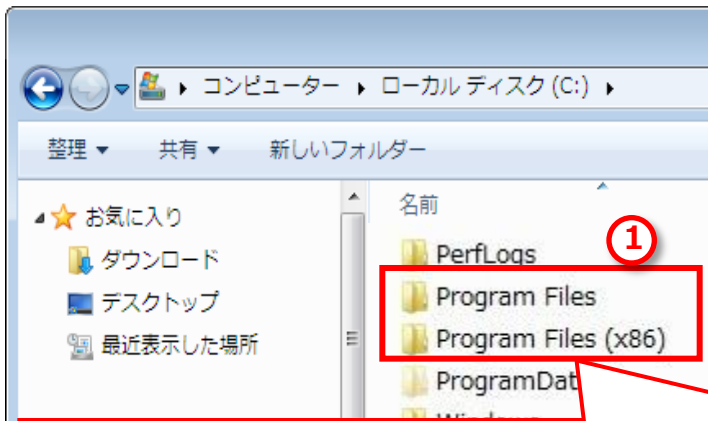 コンピューター ▸ ローカル ディスク (C:) ▸
整理 ▼ 共有 ▼ 新しいフォルダー
お気に入り
ダウンロード
デスクトップ
最近表示した場所
名前
PerfLogs
1
Program Files
Program Files (x86)
ProgramDat
Windows